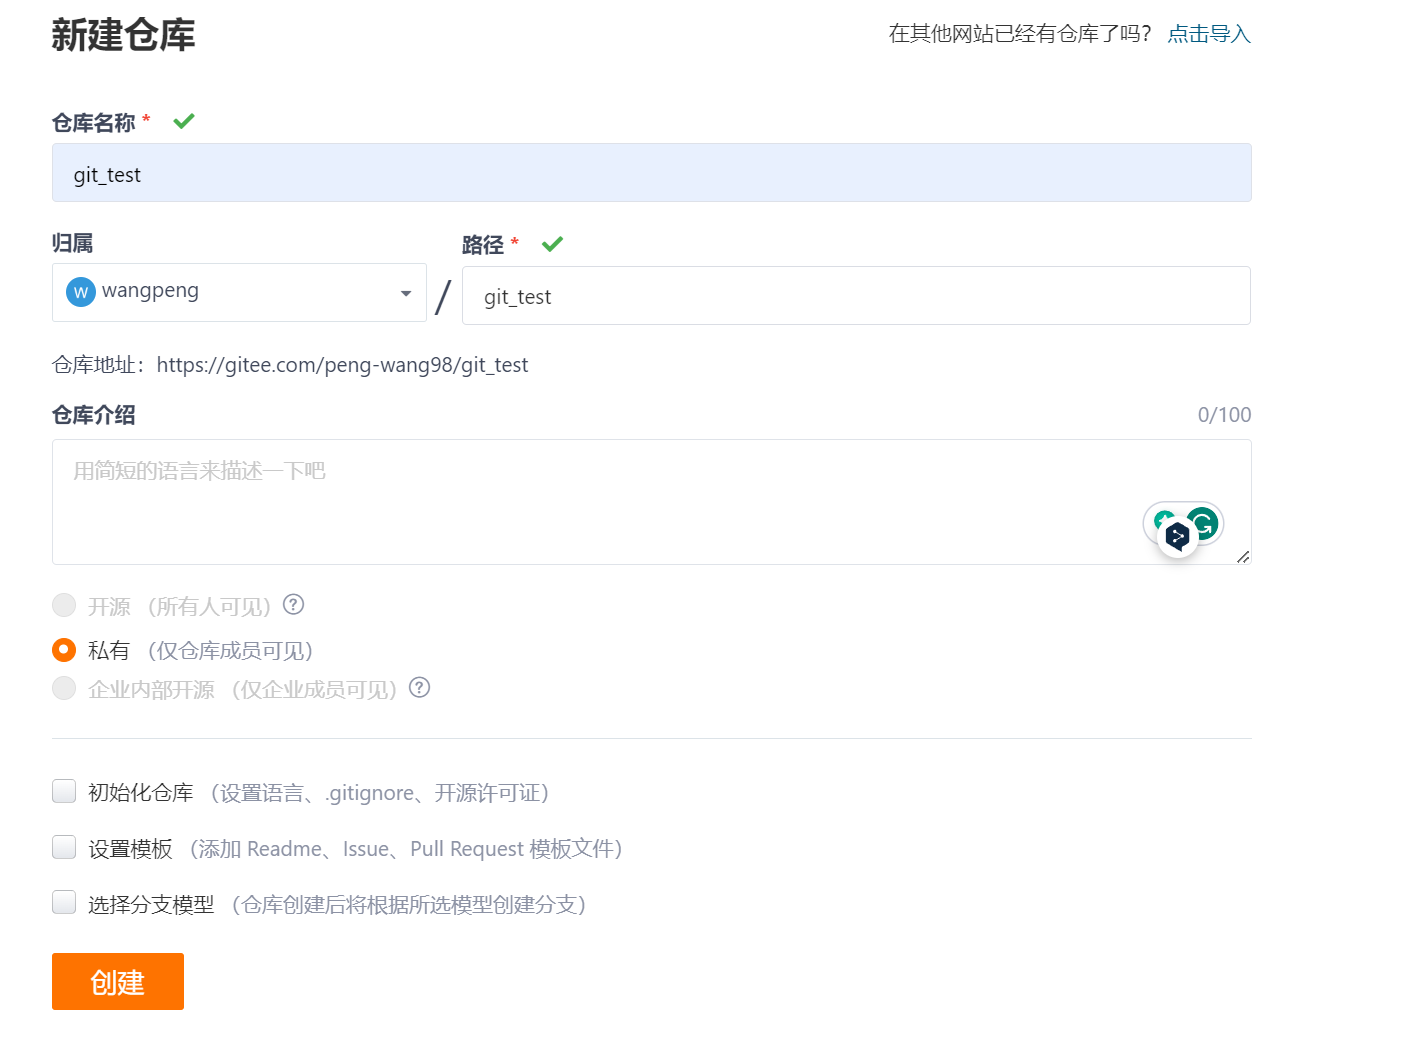 新建仓库
在其他网站已经有仓库了吗？ 点击导入
仓库名称 *
git_test
归属
路径 *
W wangpeng
/
git_test
仓库地址：https://gitee.com/peng-wang98/git_test
仓库介绍
0/100
用简短的语言来描述一下吧
开源 （所有人可见） ?
私有 （仅仓库成员可见）
企业内部开源 （仅企业成员可见） ?
初始化仓库 （设置语言、.gitignore、开源许可证）
设置模板 （添加 Readme、Issue、Pull Request 模板文件）
选择分支模型 （仓库创建后将根据所选模型创建分支）
创建